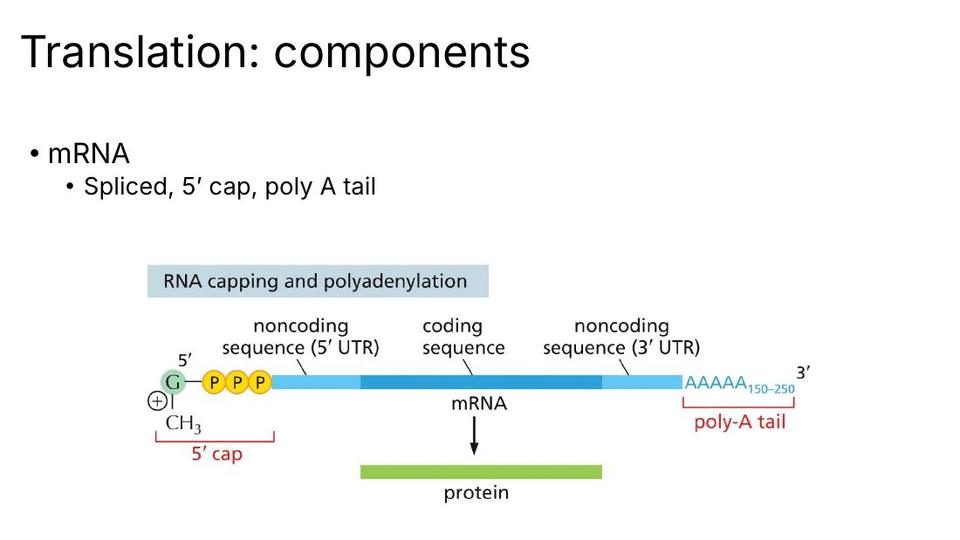 Translation: components
• mRNA
• Spliced, 5′ cap, poly A tail
RNA capping and polyadenylation
noncoding
sequence (5′ UTR)
coding
sequence
noncoding
sequence (3′ UTR)
5′
G
P P P
AAAAA150–250
3′
+
CH3
5′ cap
mRNA
poly-A tail
protein